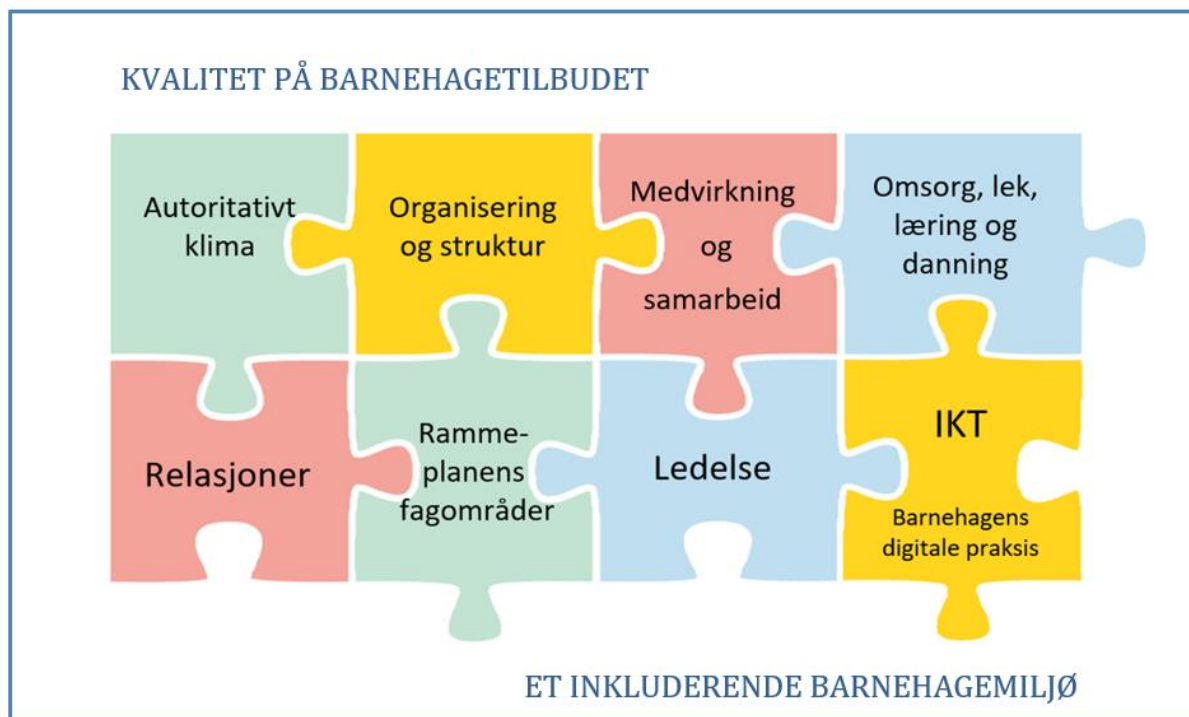 KVALITET PÅ BARNEHAGETILBUDET
Autoritativt
klima
Organisering
og struktur
Medvirkning
og
samarbeid
Omsorg, lek,
læring og
danning
Relasjoner
Ramme-
planens
fagområder
Ledelse
IKT
Barnehagens
digitale praksis
ET INKLUDERENDE BARNEHAGEMILJØ